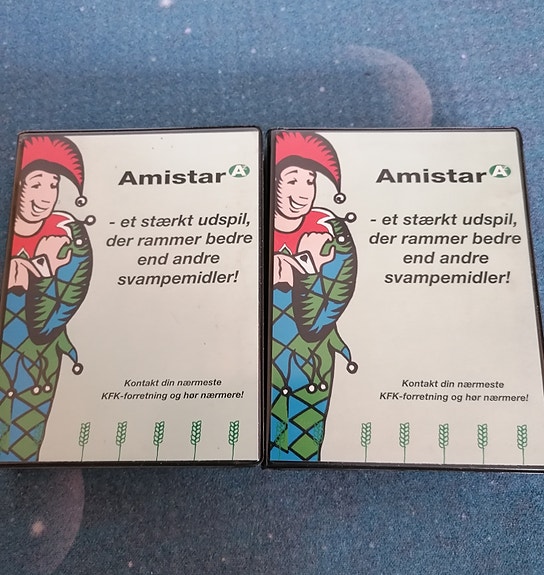 Amistar A
- et stærkt udspil,
der rammer bedre
end andre
svampemidler!
Kontakt din nærmeste
KFK-forretning og hør nærmere!
Amistar A
- et stærkt udspil,
der rammer bedre
end andre
svampemidler!
Kontakt din nærmeste
KFK-forretning og hør nærmere!